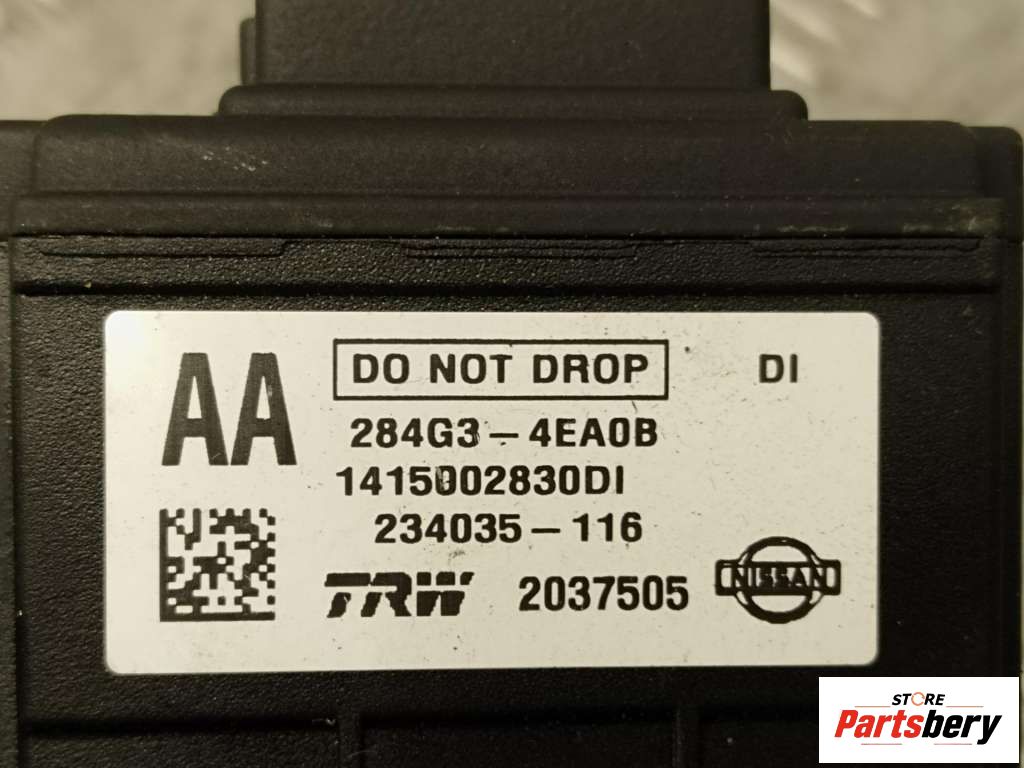 AA
DO NOT DROP
DI
284G3-4EA0B
1415002830DI
234035-116
TRW 2037505 NISSAN
STORE
Partsbery